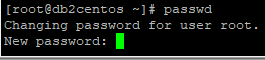 [root@db2centos ~]# passwd
Changing password for user root.
New password: